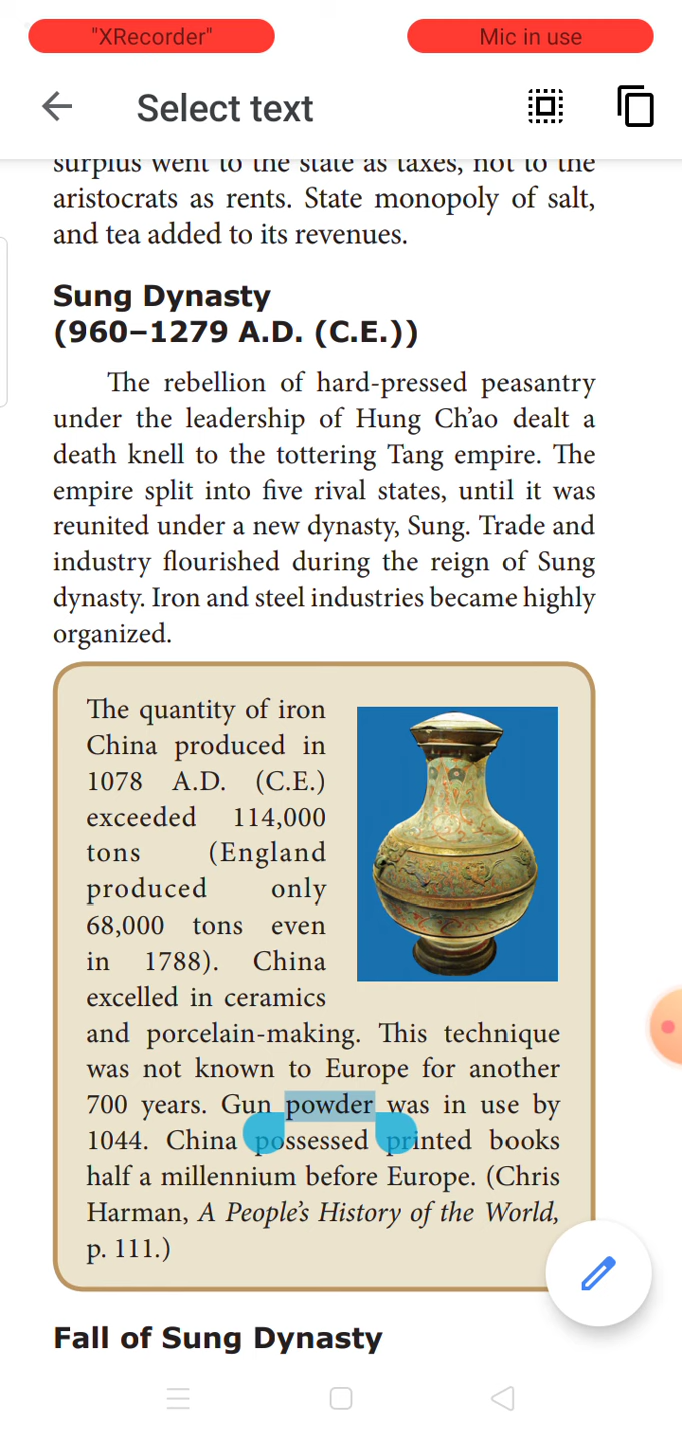 "XRecorder"
Mic in use
Select text
surplus went to the state as taxes, not to the
aristocrats as rents. State monopoly of salt,
and tea added to its revenues.
Sung Dynasty
(960–1279 A.D. (C.E.))
The rebellion of hard-pressed peasantry
under the leadership of Hung Ch’ao dealt a
death knell to the tottering Tang empire. The
empire split into five rival states, until it was
reunited under a new dynasty, Sung. Trade and
industry flourished during the reign of Sung
dynasty. Iron and steel industries became highly
organized.
The quantity of iron
China produced in
1078 A.D. (C.E.)
exceeded 114,000
tons (England
produced only
68,000 tons even
in 1788). China
excelled in ceramics
and porcelain-making. This technique
was not known to Europe for another
700 years. Gun powder was in use by
1044. China possessed printed books
half a millennium before Europe. (Chris
Harman, A People’s History of the World,
p. 111.)
Fall of Sung Dynasty